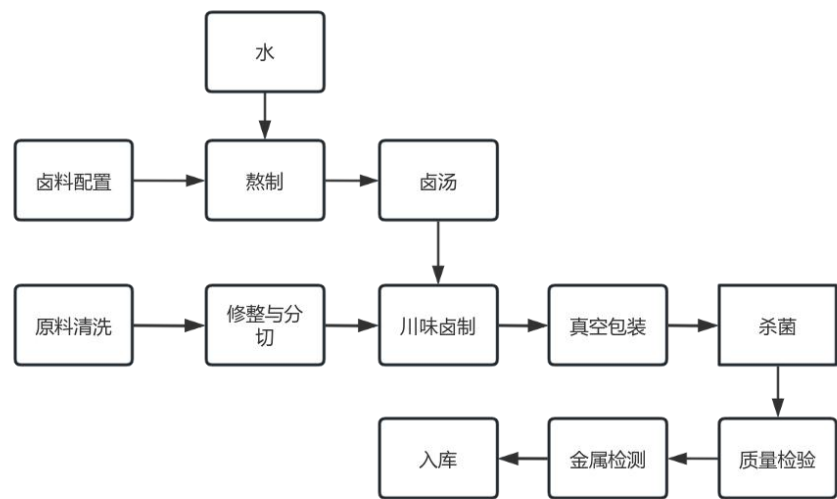 水
卤料配置
熬制
卤汤
原料清洗
修整与分
切
川味卤制
真空包装
杀菌
入库
金属检测
质量检验